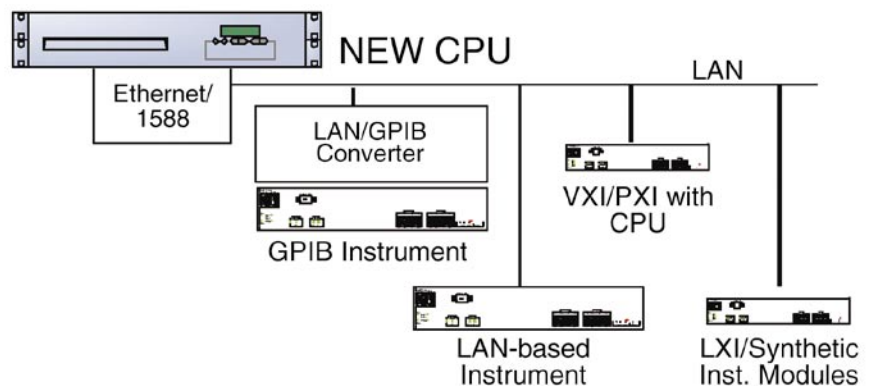 NEW CPU
LAN
Ethernet/
1588
LAN/GPIB
Converter
GPIB Instrument
VXI/PXI with
CPU
LAN-based
Instrument
LXI/Synthetic
Inst. Modules